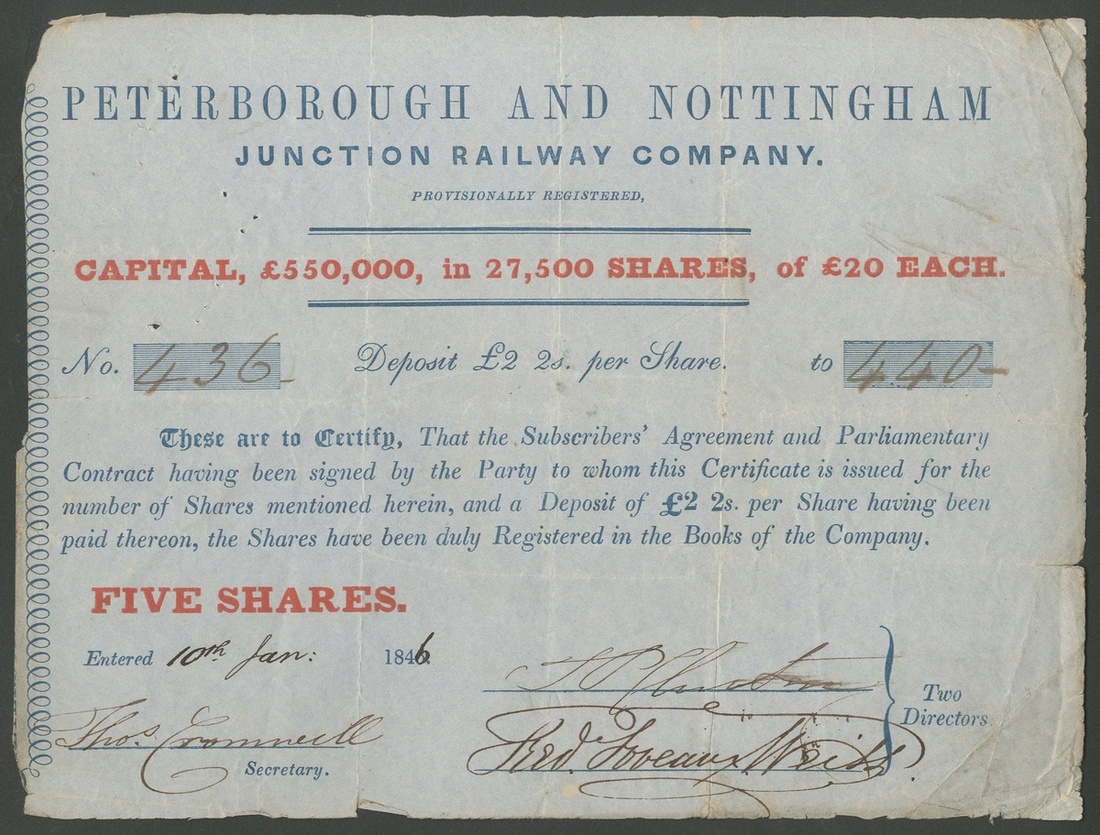 PETERBOROUGH AND NOTTINGHAM
JUNCTION RAILWAY COMPANY.
PROVISIONALLY REGISTERED,
CAPITAL, £550,000, in 27,500 SHARES, of £20 EACH.
No. 436 Deposit £2 2s. per Share. to 440
These are to Certify, That the Subscribers' Agreement and Parliamentary
Contract having been signed by the Party to whom this Certificate is issued for the
number of Shares mentioned herein, and a Deposit of £2 2s. per Share having been
paid thereon, the Shares have been duly Registered in the Books of the Company.
FIVE SHARES.
Entered 10th Jan: 1846
Two
Directors
Thos. Cromwell
Secretary.